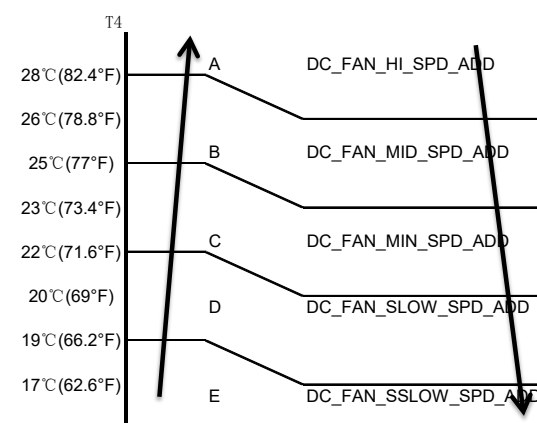 T4
A DC_FAN_HI_SPD_ADD
28℃(82.4°F)
26℃(78.8°F)
B DC_FAN_MID_SPD_ADD
25℃(77°F)
23℃(73.4°F)
C DC_FAN_MIN_SPD_ADD
22℃(71.6°F)
20℃(69°F)
D DC_FAN_SLOW_SPD_ADD
19℃(66.2°F)
17℃(62.6°F)
E DC_FAN_SSLOW_SPD_ADD